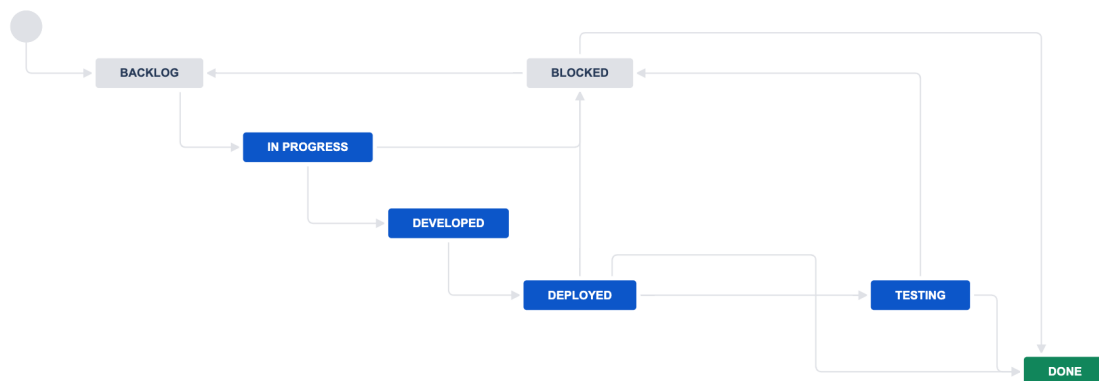 BACKLOG
BLOCKED
IN PROGRESS
DEVELOPED
DEPLOYED
TESTING
DONE